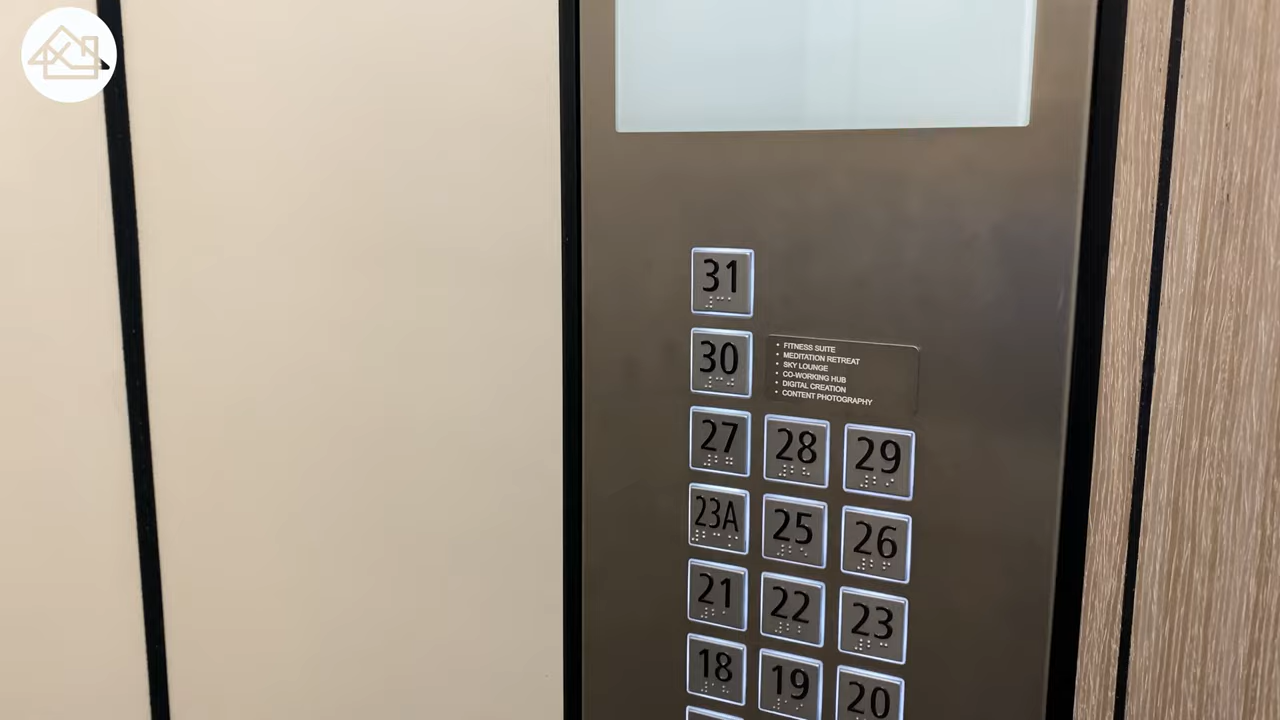 31
30
• FITNESS SUITE
• MEDITATION RETREAT
• SKY LOUNGE
• CO-WORKING HUB
• DIGITAL CREATION
• CONTENT PHOTOGRAPHY
27 28 29
23A 25 26
21 22 23
18 19 20